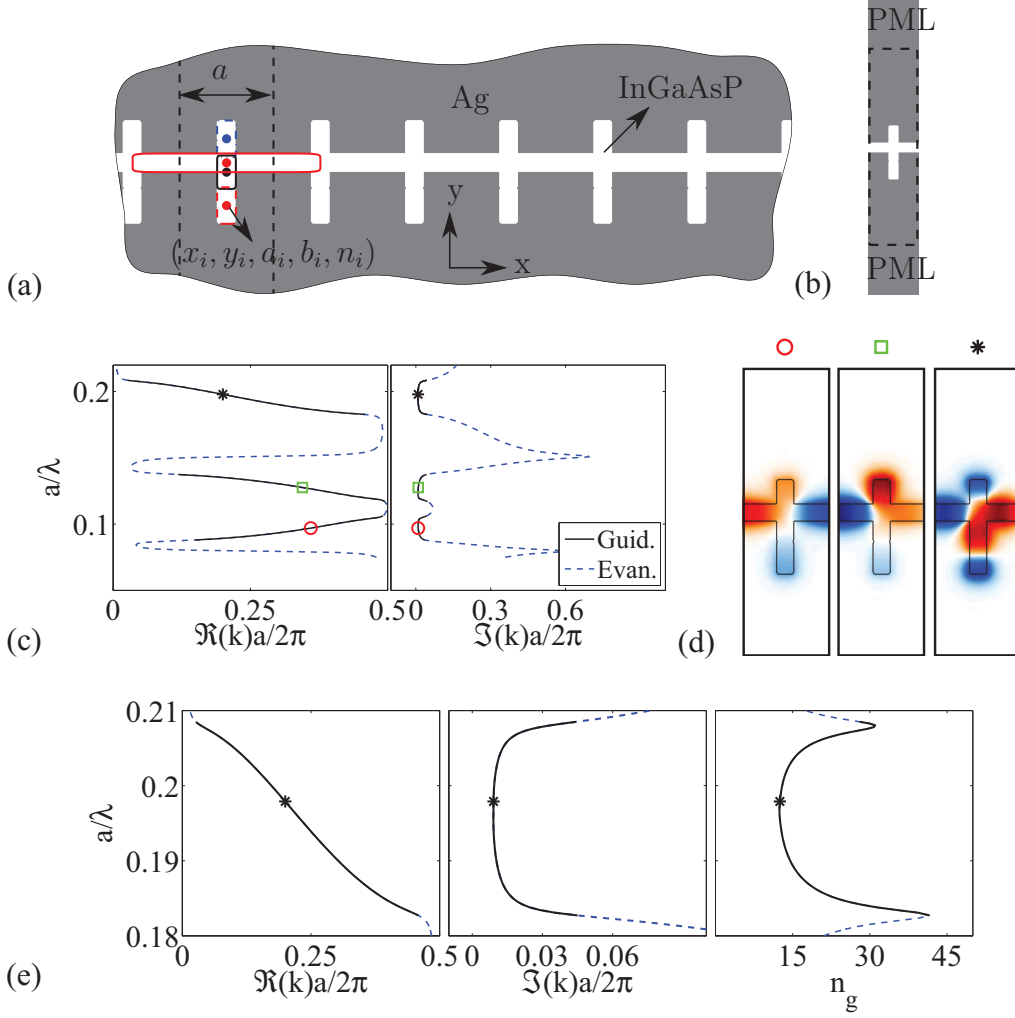 a
Ag
InGaAsP
y
x
(x_i, y_i, a_i, b_i, n_i)
(a)
PML
PML
(b)
0.2
0.1
a/λ
0
0.25
0.5
ℜ(k)a/2π
0
0.3
0.6
ℑ(k)a/2π
Guid.
Evan.
(c)
(d)
0.21
0.2
0.19
0.18
a/λ
0.25
0.5
ℜ(k)a/2π
0
0.03
0.06
ℑ(k)a/2π
15
30
45
n_g
(e)